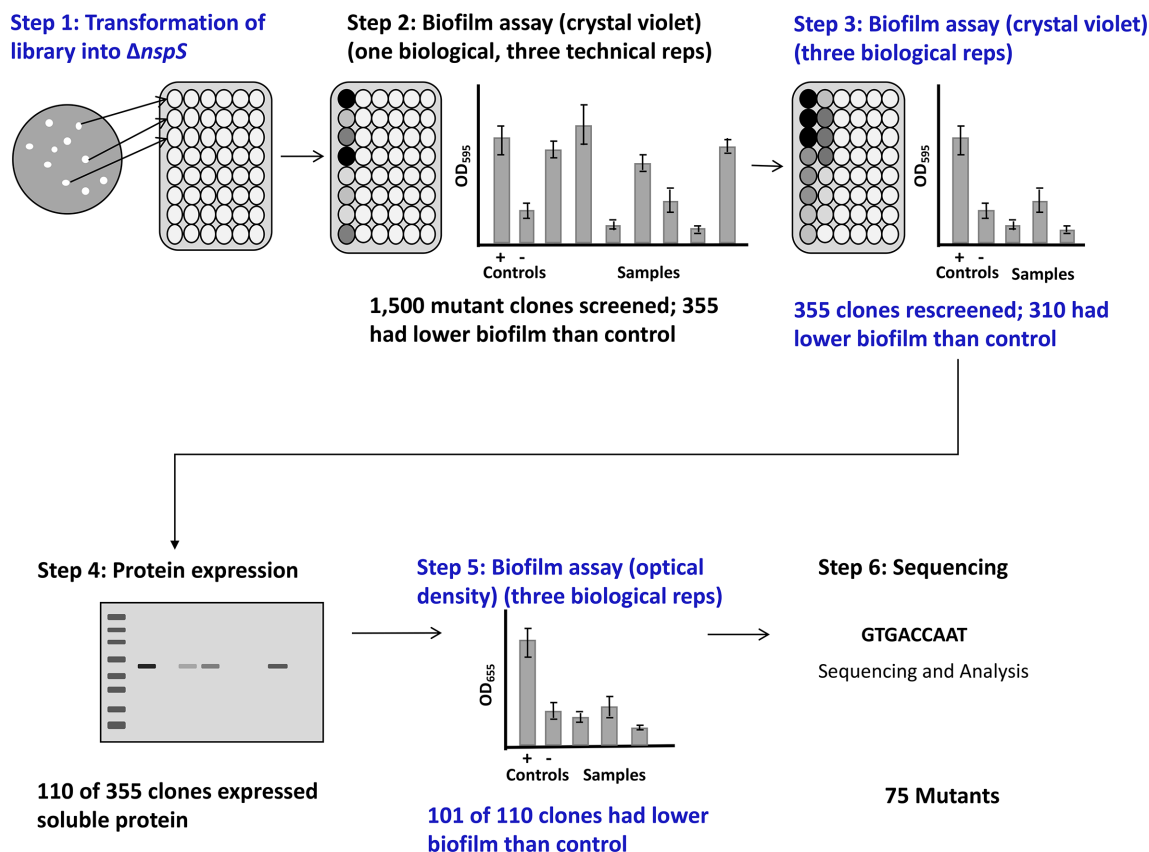 Step 1: Transformation of
library into ΔnspS
Step 2: Biofilm assay (crystal violet)
(one biological, three technical reps)
Step 3: Biofilm assay (crystal violet)
(three biological reps)
OD595
+ -
Controls
Samples
OD595
+ -
Controls
Samples
1,500 mutant clones screened; 355
had lower biofilm than control
355 clones rescreened; 310 had
lower biofilm than control
Step 4: Protein expression
Step 5: Biofilm assay (optical
density) (three biological reps)
Step 6: Sequencing
OD655
+ -
Controls
Samples
GTGACCAAT
Sequencing and Analysis
110 of 355 clones expressed
soluble protein
101 of 110 clones had lower
biofilm than control
75 Mutants